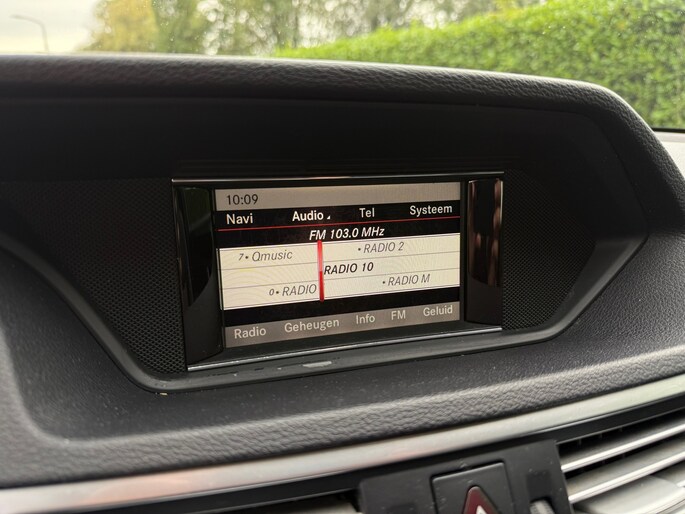 10:09
Navi Audio Tel Systeem
FM 103.0 MHz
7• Qmusic • RADIO 2
RADIO 10
0• RADIO • RADIO M
Radio Geheugen Info FM Geluid